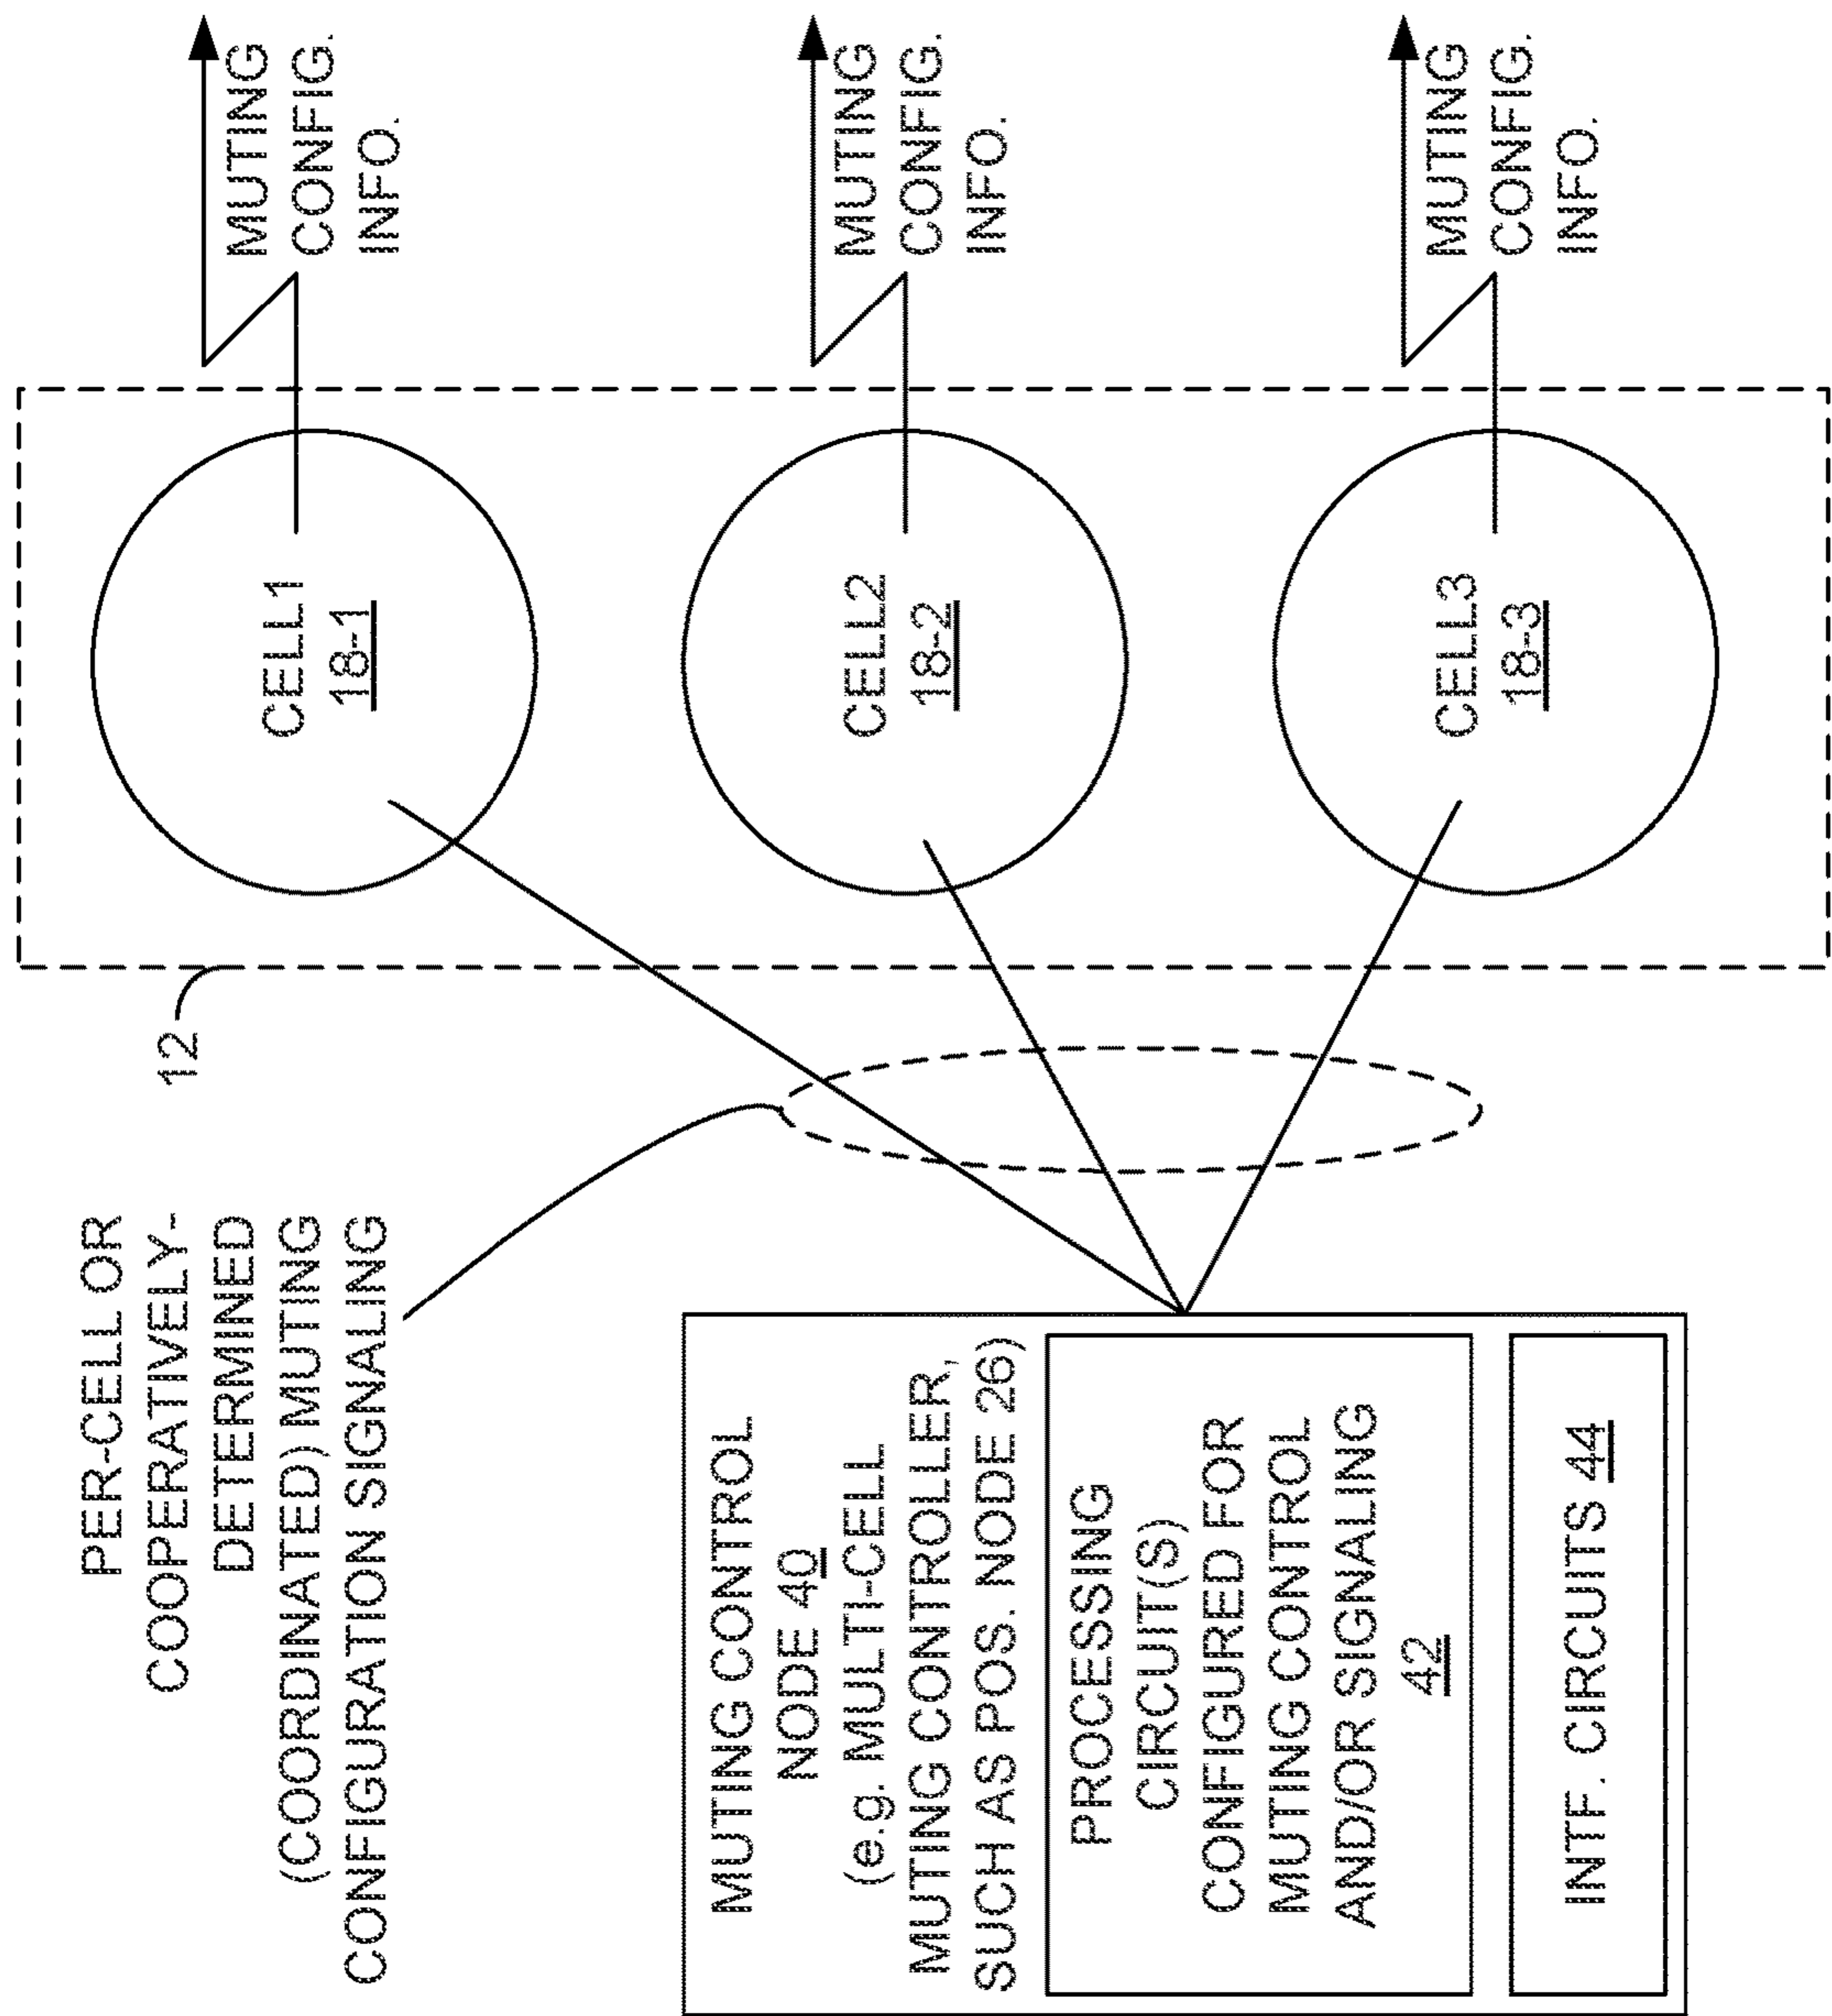 PER-CELL OR
COOPERATIVELY-
DETERMINED
(COORDINATED) MUTING
CONFIGURATION SIGNALING
12
MUTING CONTROL
NODE 40
(e.g. MULTI-CELL
MUTING CONTROLLER,
SUCH AS POS. NODE 26)
PROCESSING
CIRCUIT(S)
CONFIGURED FOR
MUTING CONTROL
AND/OR SIGNALING
42
INTF. CIRCUITS 44
CELL1
18-1
MUTING
CONFIG.
INFO.
CELL2
18-2
MUTING
CONFIG.
INFO.
CELL3
18-3
MUTING
CONFIG.
INFO.